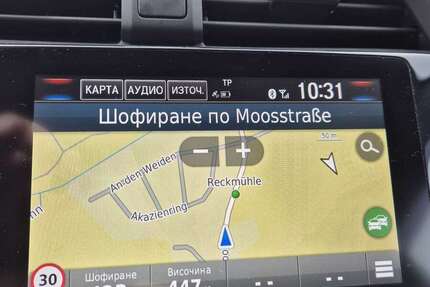 КАРТА АУДИО ИЗТОЧ. TP 10:31
Шофиране по Moosstraße
50 m
An den Weiden
Reckmühle
Akazienring
30 Шофиране Височина
447